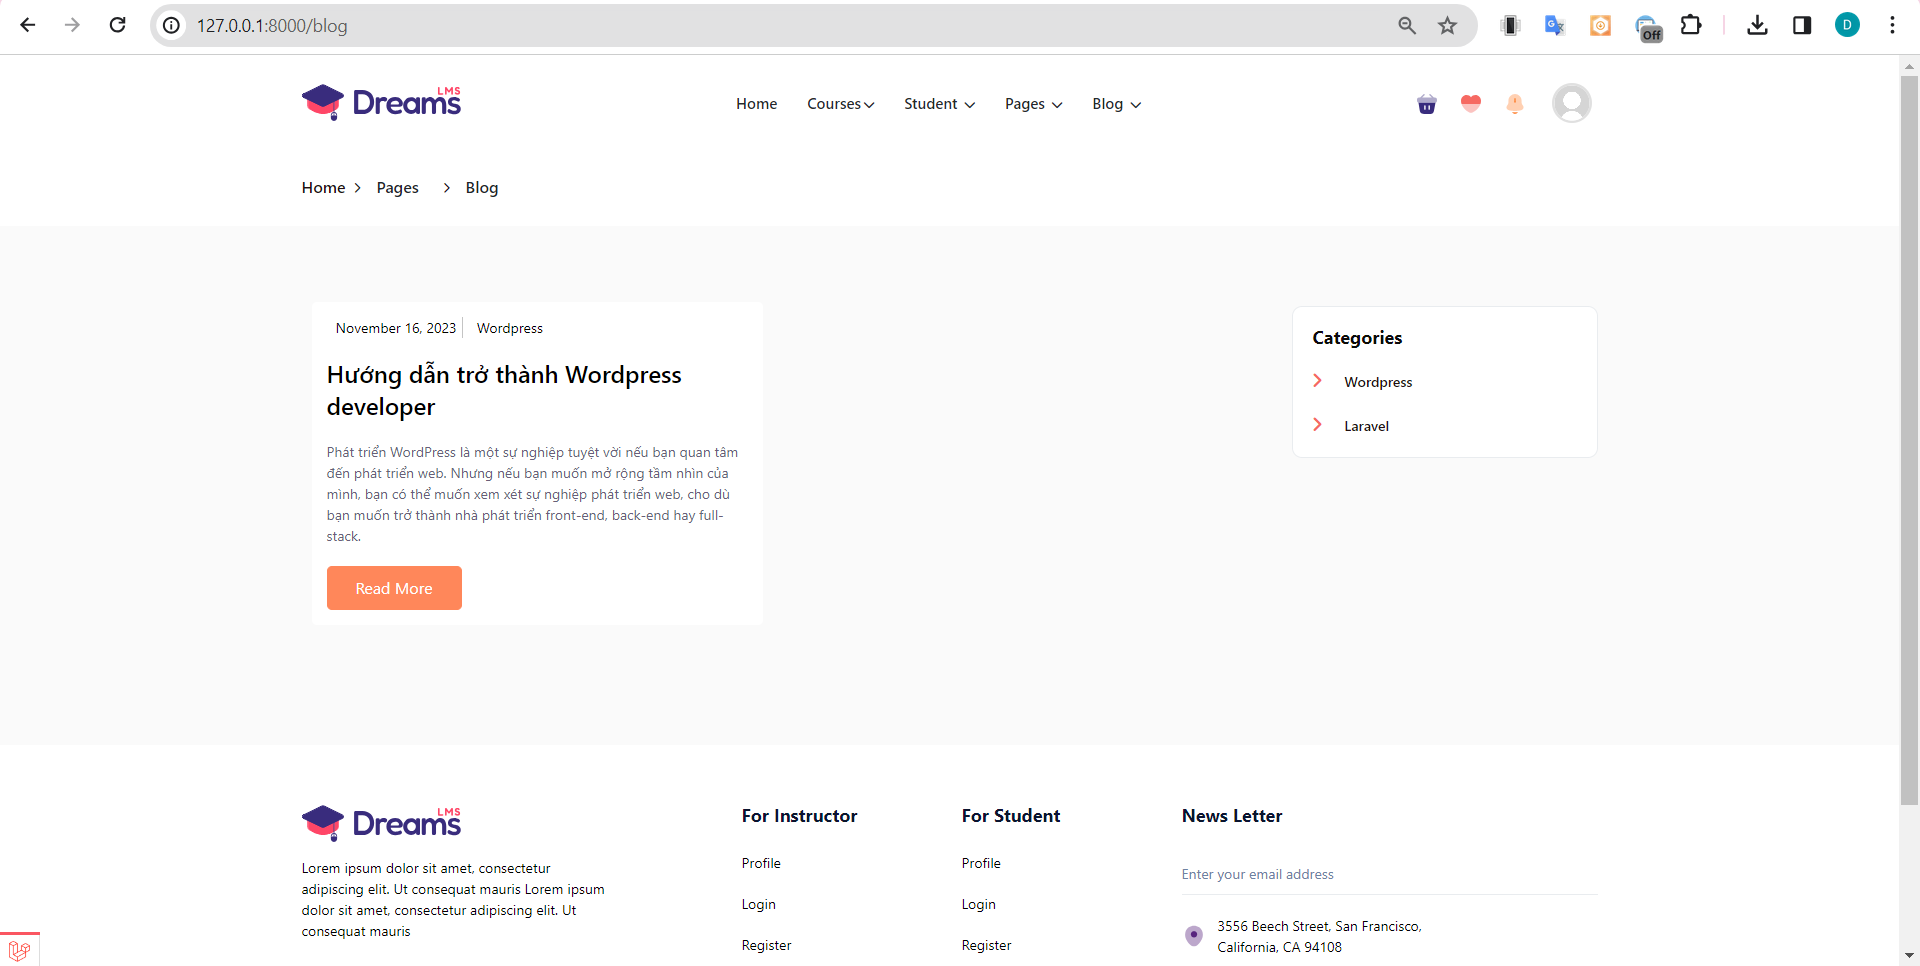 127.0.0.1:8000/blog
Off
D
Dreams LMS
Home Courses Student Pages Blog
Home > Pages > Blog
November 16, 2023 Wordpress
Hướng dẫn trở thành Wordpress
developer
Phát triển WordPress là một sự nghiệp tuyệt vời nếu bạn quan tâm
đến phát triển web. Nhưng nếu bạn muốn mở rộng tầm nhìn của
mình, bạn có thể muốn xem xét sự nghiệp phát triển web, cho dù
bạn muốn trở thành nhà phát triển front-end, back-end hay full-
stack.
Read More
Categories
Wordpress
Laravel
Dreams LMS
Lorem ipsum dolor sit amet, consectetur
adipiscing elit. Ut consequat mauris Lorem ipsum
dolor sit amet, consectetur adipiscing elit. Ut
consequat mauris
For Instructor
Profile
Login
Register
For Student
Profile
Login
Register
News Letter
Enter your email address
3556 Beech Street, San Francisco,
California, CA 94108